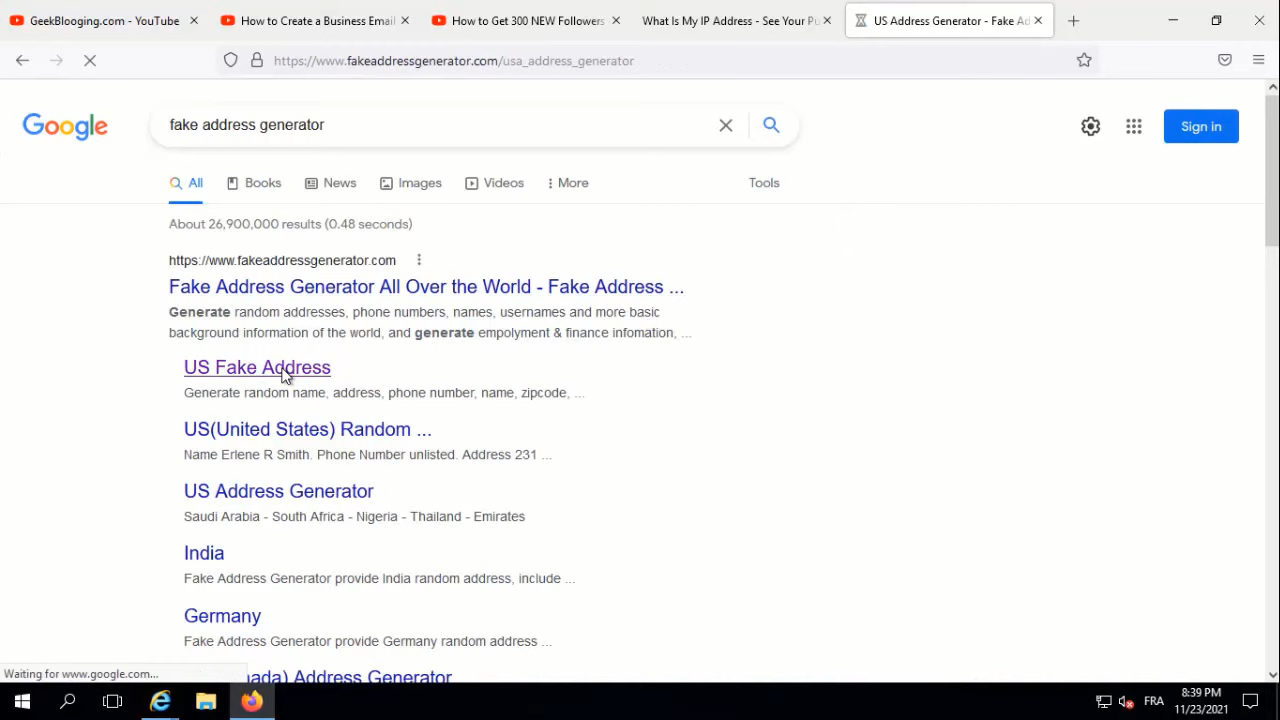 GeekBlooging.com - YouTube
How to Create a Business Email
How to Get 300 NEW Followers
What Is My IP Address - See Your Pu
US Address Generator - Fake Ad
https://www.fakeaddressgenerator.com/usa_address_generator
Google
fake address generator
Sign in
All
Books
News
Images
Videos
More
Tools
About 26,900,000 results (0.48 seconds)
https://www.fakeaddressgenerator.com
Fake Address Generator All Over the World - Fake Address ...
Generate random addresses, phone numbers, names, usernames and more basic
background information of the world, and generate empolyment & finance infomation, ...
US Fake Address
Generate random name, address, phone number, name, zipcode, ...
US(United States) Random ...
Name Erlene R Smith. Phone Number unlisted. Address 231 ...
US Address Generator
Saudi Arabia - South Africa - Nigeria - Thailand - Emirates
India
Fake Address Generator provide India random address, include ...
Germany
Fake Address Generator provide Germany random address ...
nada) Address Generator
Waiting for www.google.com...
FRA
8:39 PM
11/23/2021